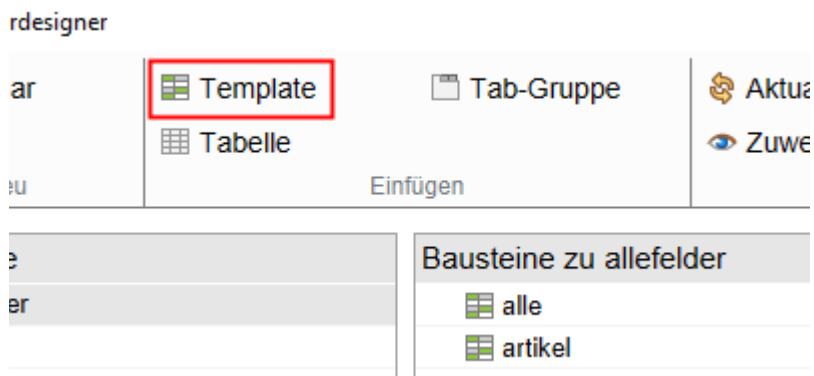 rdesigner
ar Template Tab-Gruppe Aktua
Tabelle Zuwe
eu Einfügen
e Bausteine zu allefelder
er alle
artikel